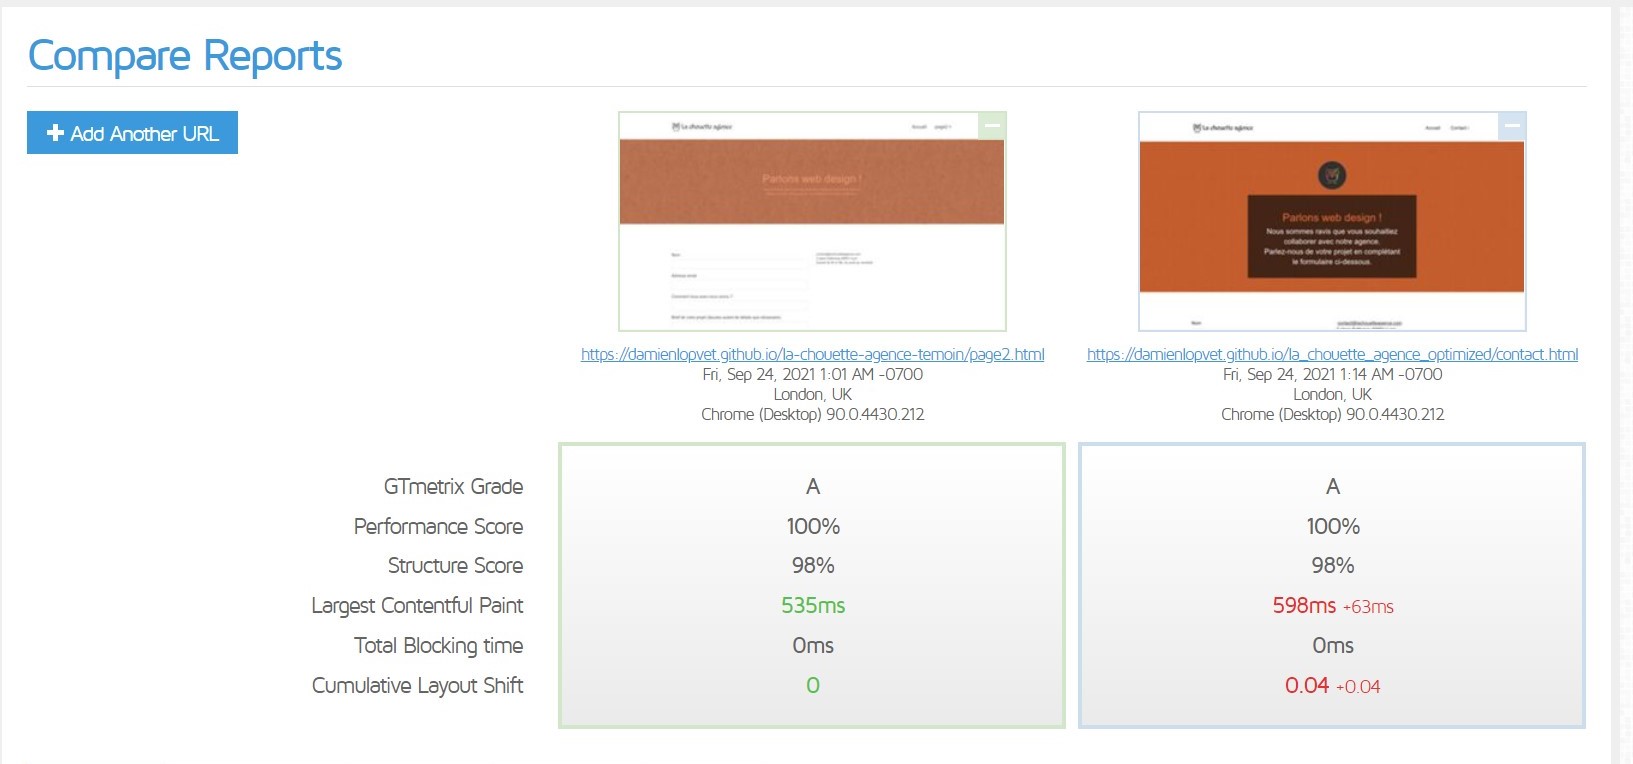 Compare Reports
Add Another URL
La chouette agence
Accueil page2
Parlons web design !
La chouette agence
Accueil Contact
Parlons web design !
Nous sommes ravis que vous souhaitiez
collaborer avec notre agence.
Parlez-nous de votre projet en complétant
le formulaire ci-dessous.
Nom
https://damienlopvet.github.io/la-chouette-agence-temoin/page2.html
Fri, Sep 24, 2021 1:01 AM -0700
London, UK
Chrome (Desktop) 90.0.4430.212
https://damienlopvet.github.io/la_chouette_agence_optimized/contact.html
Fri, Sep 24, 2021 1:14 AM -0700
London, UK
Chrome (Desktop) 90.0.4430.212
GTmetrix Grade A A
Performance Score 100% 100%
Structure Score 98% 98%
Largest Contentful Paint 535ms 598ms +63ms
Total Blocking time 0ms 0ms
Cumulative Layout Shift 0 0.04 +0.04